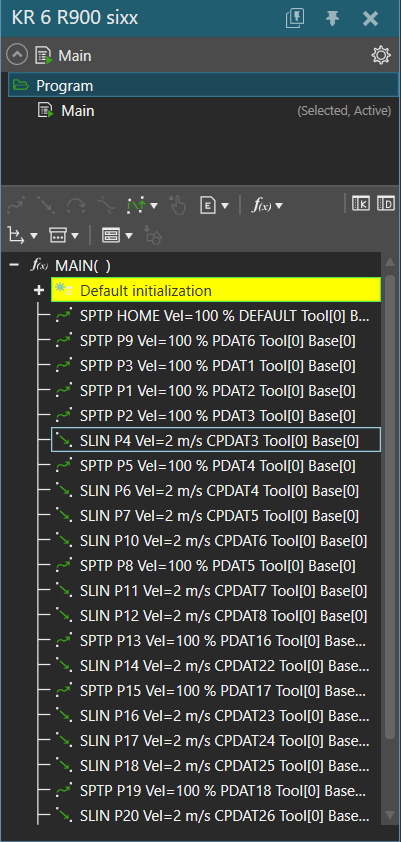 KR 6 R900 sixx
Main
Program
Main (Selected, Active)
E f(x) K D
f(x) MAIN( )
Default initialization
SPTP HOME Vel=100 % DEFAULT Tool[0] B...
SPTP P9 Vel=100 % PDAT6 Tool[0] Base[0]
SPTP P3 Vel=100 % PDAT1 Tool[0] Base[0]
SPTP P1 Vel=100 % PDAT2 Tool[0] Base[0]
SPTP P2 Vel=100 % PDAT3 Tool[0] Base[0]
SLIN P4 Vel=2 m/s CPDAT3 Tool[0] Base[0]
SPTP P5 Vel=100 % PDAT4 Tool[0] Base[0]
SLIN P6 Vel=2 m/s CPDAT4 Tool[0] Base[0]
SLIN P7 Vel=2 m/s CPDAT5 Tool[0] Base[0]
SLIN P10 Vel=2 m/s CPDAT6 Tool[0] Base[0]
SPTP P8 Vel=100 % PDAT5 Tool[0] Base[0]
SLIN P11 Vel=2 m/s CPDAT7 Tool[0] Base[0]
SLIN P12 Vel=2 m/s CPDAT8 Tool[0] Base[0]
SPTP P13 Vel=100 % PDAT16 Tool[0] Base...
SLIN P14 Vel=2 m/s CPDAT22 Tool[0] Base...
SPTP P15 Vel=100 % PDAT17 Tool[0] Base...
SLIN P16 Vel=2 m/s CPDAT23 Tool[0] Base...
SLIN P17 Vel=2 m/s CPDAT24 Tool[0] Base...
SLIN P18 Vel=2 m/s CPDAT25 Tool[0] Base...
SPTP P19 Vel=100 % PDAT18 Tool[0] Base...
SLIN P20 Vel=2 m/s CPDAT26 Tool[0] Base...